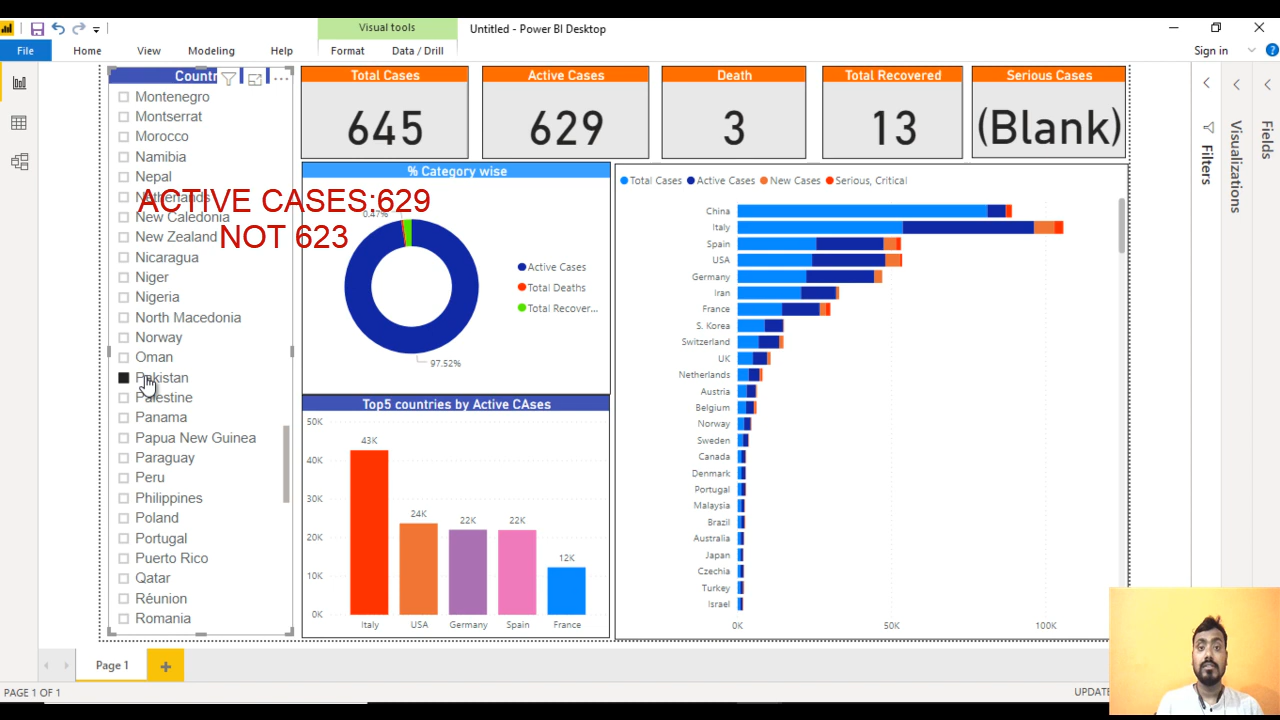 Visual tools
Untitled - Power BI Desktop
File
Home
View
Modeling
Help
Format
Data / Drill
Sign in
Countr
Montenegro
Montserrat
Morocco
Namibia
Nepal
Netherlands
New Caledonia
New Zealand
Nicaragua
Niger
Nigeria
North Macedonia
Norway
Oman
Pakistan
Palestine
Panama
Papua New Guinea
Paraguay
Peru
Philippines
Poland
Portugal
Puerto Rico
Qatar
Réunion
Romania
ACTIVE CASES:629
NOT 623
Total Cases
645
Active Cases
629
Death
3
Total Recovered
13
Serious Cases
(Blank)
% Category wise
0.47%
97.52%
Active Cases
Total Deaths
Total Recover...
Top5 countries by Active CAses
50K
40K
30K
20K
10K
0K
43K
24K
22K
22K
12K
Italy
USA
Germany
Spain
France
Total Cases
Active Cases
New Cases
Serious, Critical
China
Italy
Spain
USA
Germany
Iran
France
S. Korea
Switzerland
UK
Netherlands
Austria
Belgium
Norway
Sweden
Canada
Denmark
Portugal
Malaysia
Brazil
Australia
Japan
Czechia
Turkey
Israel
0K
50K
100K
Filters
Visualizations
Fields
Page 1
PAGE 1 OF 1
UPDATE